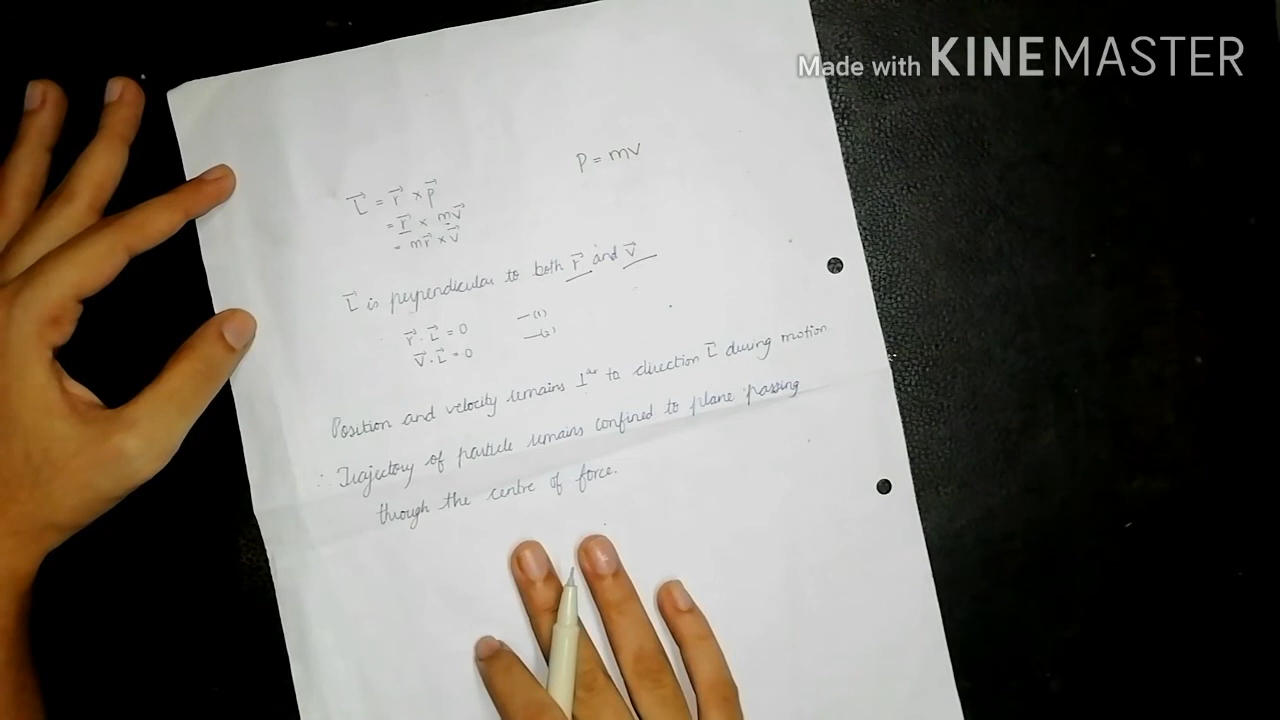 Made with KINEMASTER
P = mv
L⃗ = r⃗ × p⃗
= r⃗ × mv⃗
= mr⃗ × v⃗
L⃗ is perpendicular to both r⃗ and v⃗
r⃗ . L⃗ = 0 —(1)
v⃗ . L⃗ = 0 —(2)
Position and velocity remains ⊥ᵃʳ to direction L⃗ during motion
∴ Trajectory of particle remains confined to plane passing
through the centre of force.